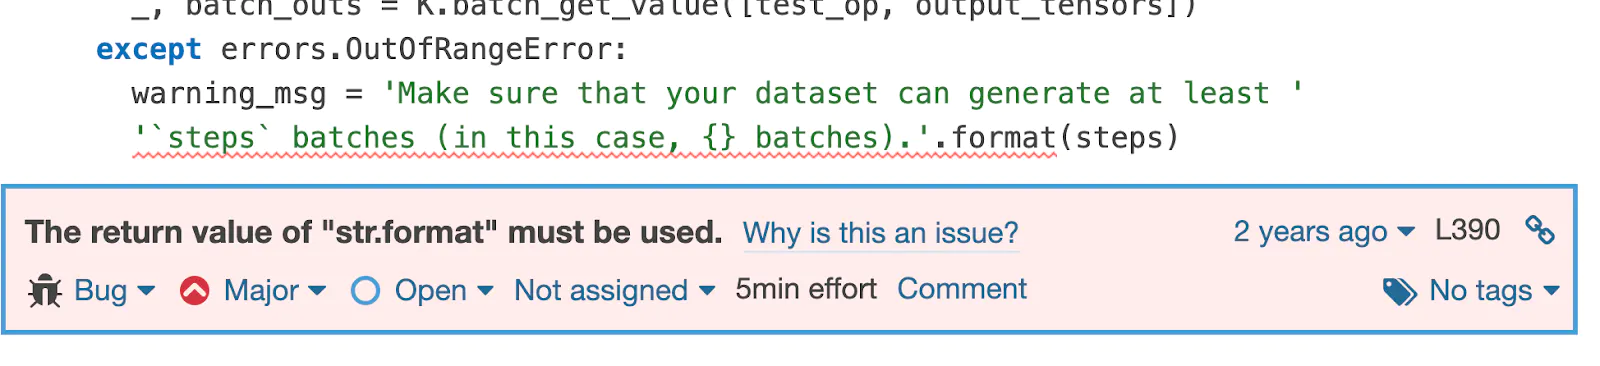 _, batch_outs = K.batch_get_value([test_op, output_tensors])
except errors.OutOfRangeError:
warning_msg = 'Make sure that your dataset can generate at least '
'`steps` batches (in this case, {} batches).'.format(steps)
The return value of "str.format" must be used. Why is this an issue? 2 years ago L390
Bug Major Open Not assigned 5min effort Comment No tags